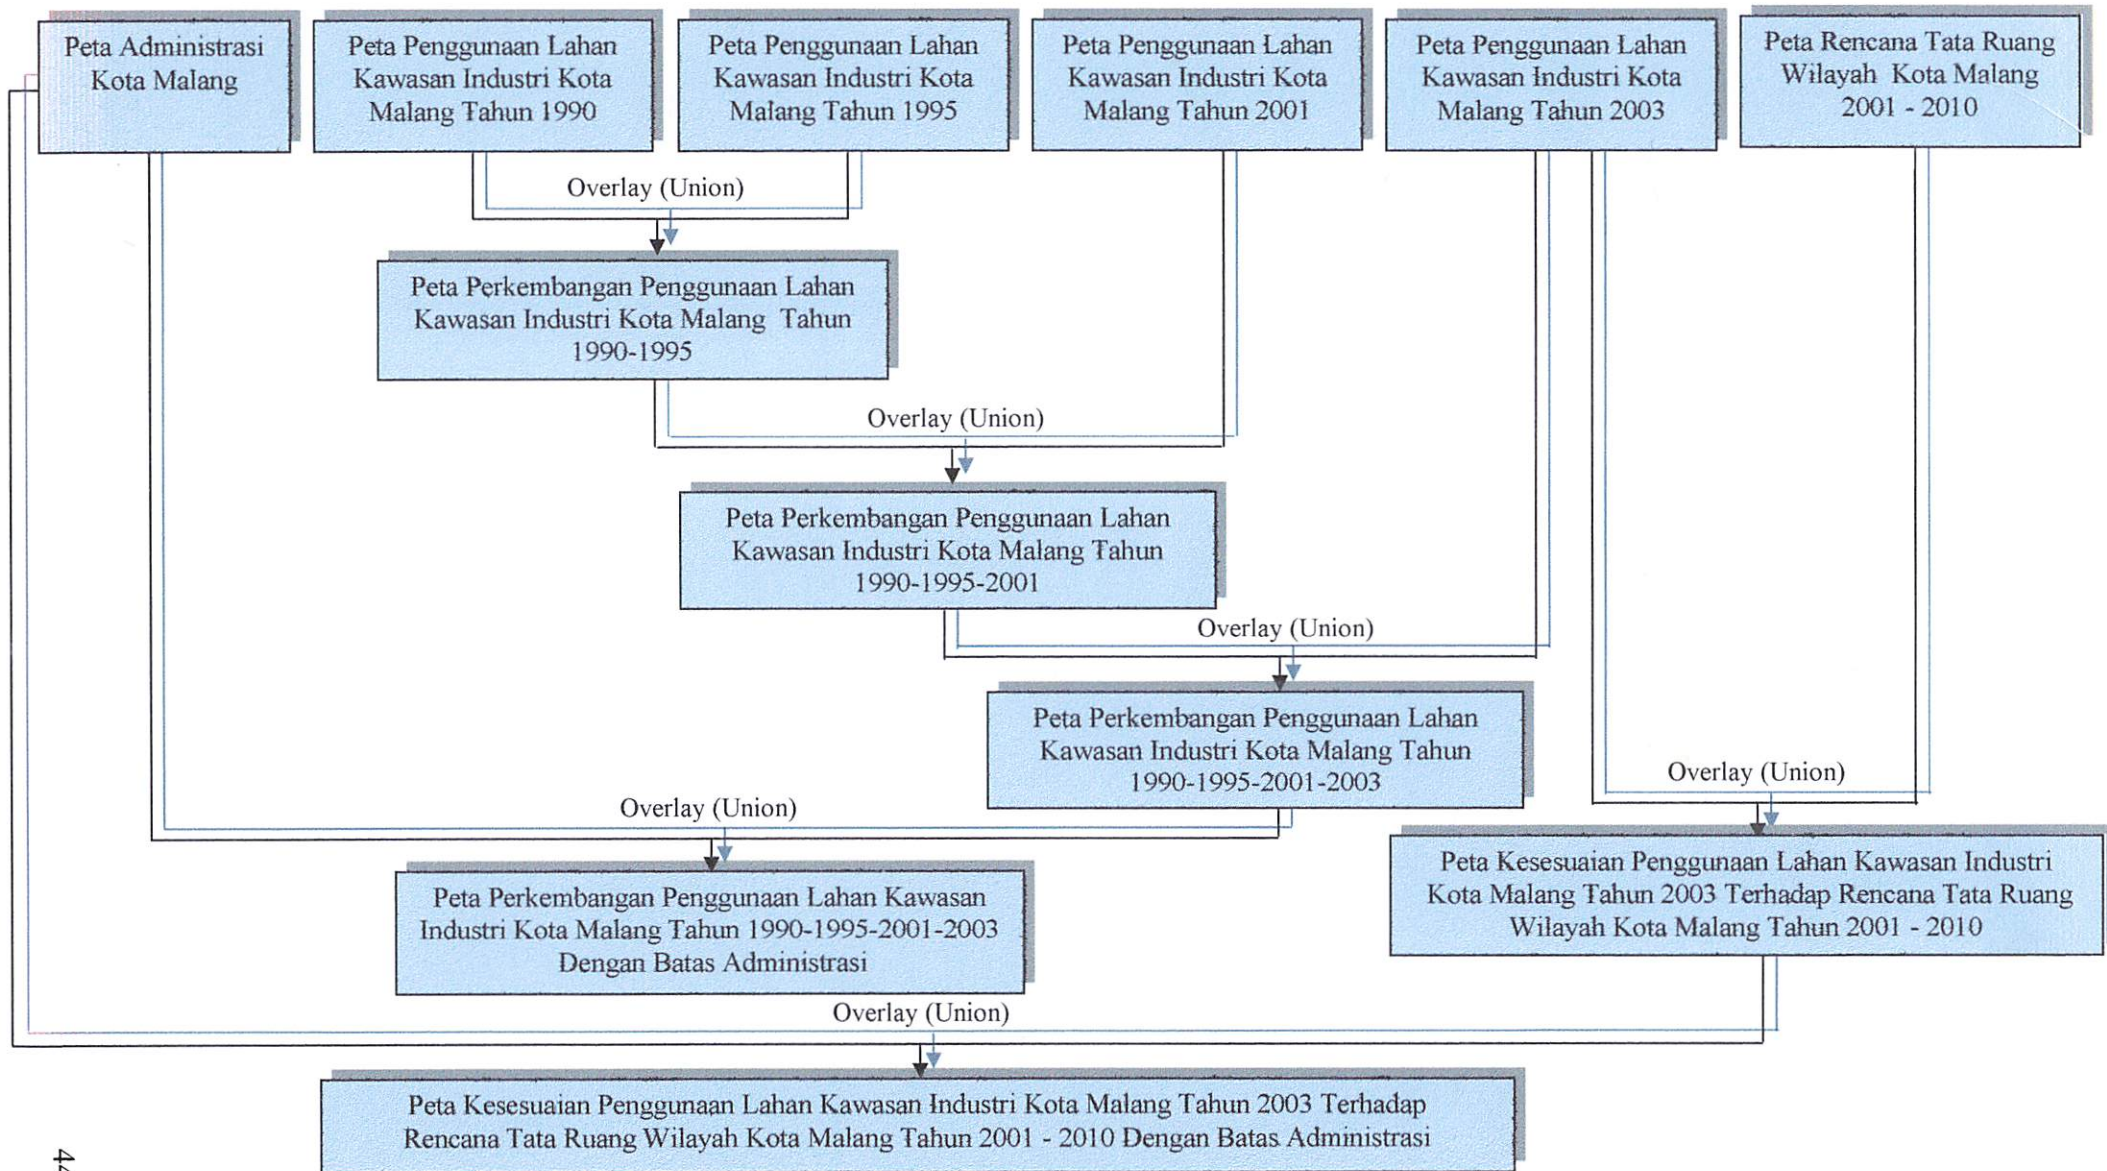 Peta Administrasi
Kota Malang
Peta Penggunaan Lahan
Kawasan Industri Kota
Malang Tahun 1990
Peta Penggunaan Lahan
Kawasan Industri Kota
Malang Tahun 1995
Peta Penggunaan Lahan
Kawasan Industri Kota
Malang Tahun 2001
Peta Penggunaan Lahan
Kawasan Industri Kota
Malang Tahun 2003
Peta Rencana Tata Ruang
Wilayah Kota Malang
2001 - 2010
Overlay (Union)
Peta Perkembangan Penggunaan Lahan
Kawasan Industri Kota Malang Tahun
1990-1995
Overlay (Union)
Peta Perkembangan Penggunaan Lahan
Kawasan Industri Kota Malang Tahun
1990-1995-2001
Overlay (Union)
Peta Perkembangan Penggunaan Lahan
Kawasan Industri Kota Malang Tahun
1990-1995-2001-2003
Overlay (Union)
Overlay (Union)
Peta Perkembangan Penggunaan Lahan Kawasan
Industri Kota Malang Tahun 1990-1995-2001-2003
Dengan Batas Administrasi
Peta Kesesuaian Penggunaan Lahan Kawasan Industri
Kota Malang Tahun 2003 Terhadap Rencana Tata Ruang
Wilayah Kota Malang Tahun 2001 - 2010
Overlay (Union)
Peta Kesesuaian Penggunaan Lahan Kawasan Industri Kota Malang Tahun 2003 Terhadap
Rencana Tata Ruang Wilayah Kota Malang Tahun 2001 - 2010 Dengan Batas Administrasi